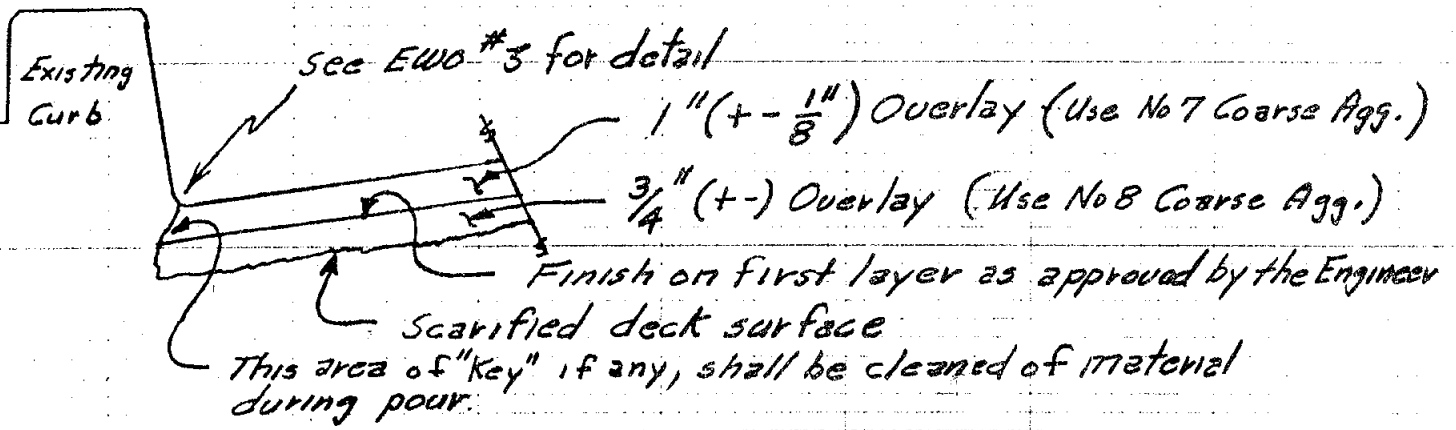 Existing
Curb
See EWO #3 for detail
1" (+ - 1/8") Overlay (Use No 7 Coarse Agg.)
3/4" (+-) Overlay (Use No 8 Coarse Agg.)
Finish on first layer as approved by the Engineer
Scarified deck surface
This area of "Key" if any, shall be cleaned of material
during pour.